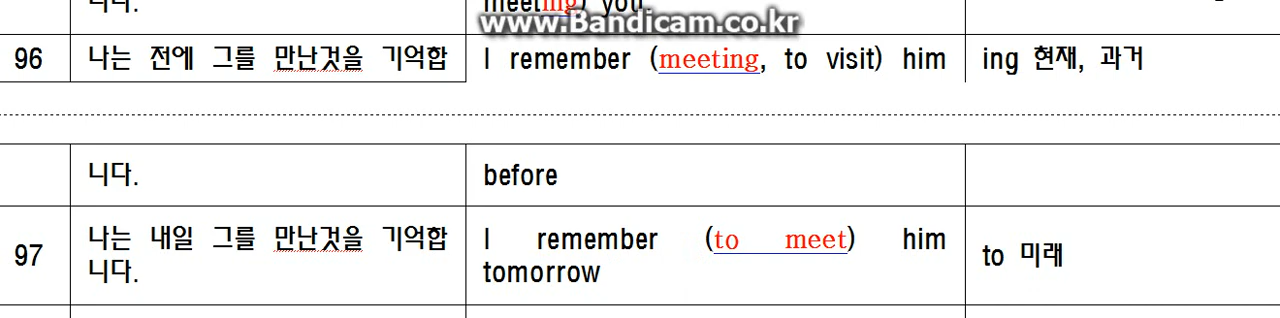 니다.
meeting) you.
www.Bandicam.co.kr
96 나는 전에 그를 만난것을 기억합 I remember (meeting, to visit) him ing 현재, 과거
니다. before
97 나는 내일 그를 만난것을 기억합 I remember (to meet) him to 미래
니다. tomorrow